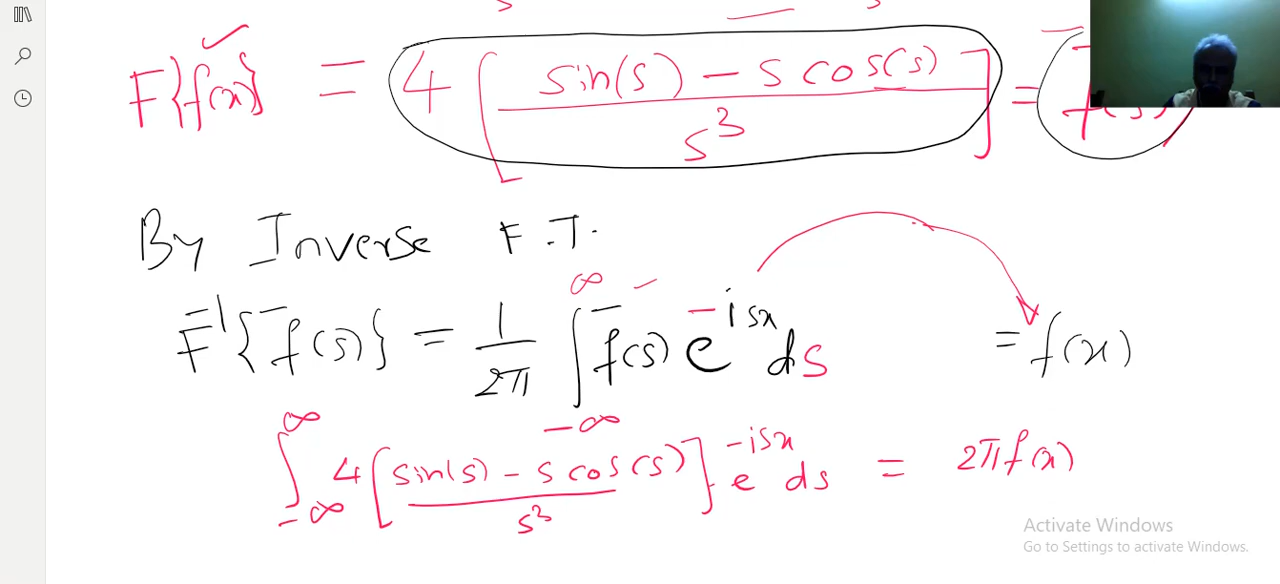 F{f(x)} = 4 [ (sin(s) - s cos(s)) / s³ ] = f̄(s)
By Inverse F.T.
F⁻¹{f̄(s)} = 1/2π ∫_{-∞}^{∞} f̄(s) e^{-isx} ds = f(x)
∫_{-∞}^{∞} 4 [ (sin(s) - s cos(s)) / s³ ] e^{-isx} ds = 2π f(x)
Activate Windows
Go to Settings to activate Windows.